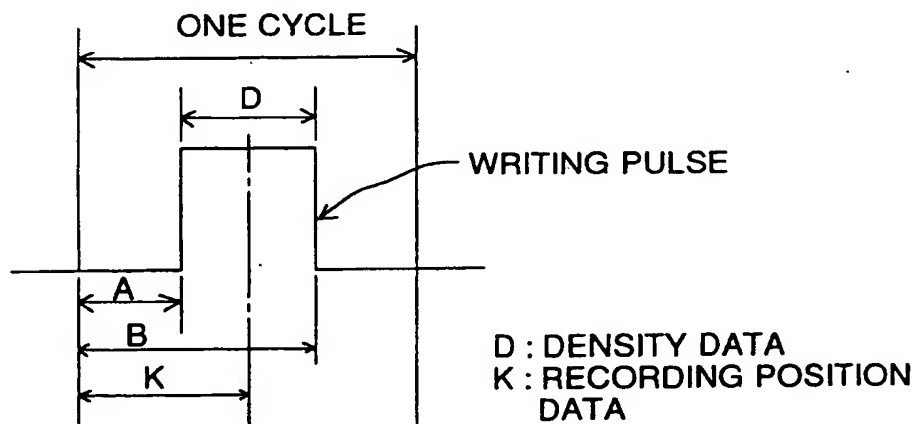 ONE CYCLE
D
WRITING PULSE
A
B
K
D : DENSITY DATA
K : RECORDING POSITION
DATA